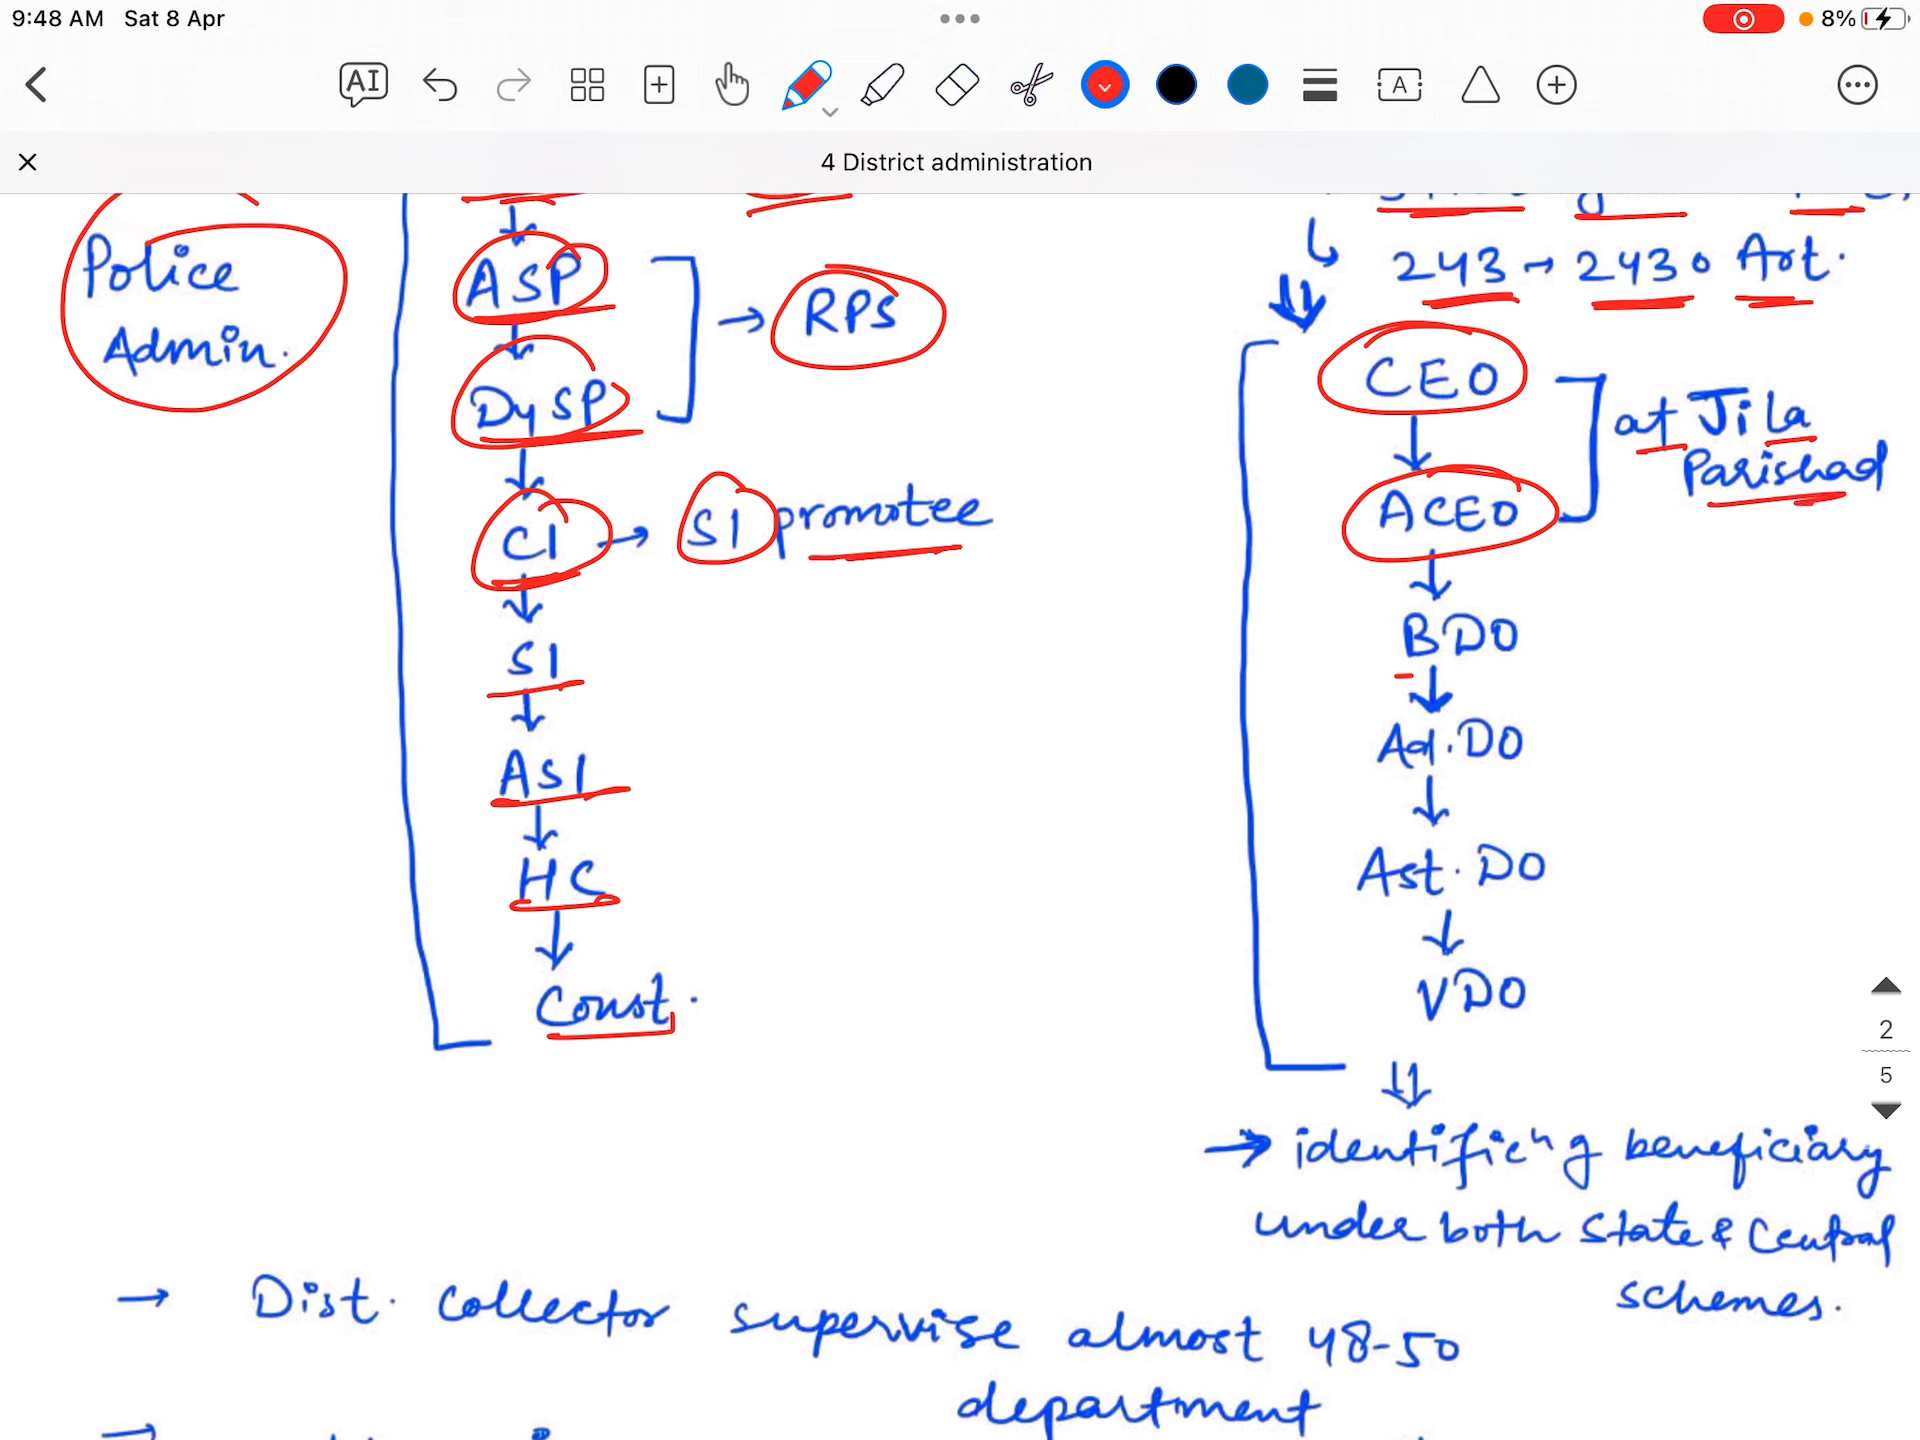 9:48 AM Sat 8 Apr
8%
AI
A
4 District administration
Police
Admin.
ASP
DySP
RPS
CI → SI promotee
SI
ASI
HC
Const.
243 → 243O Art.
CEO
ACEO
at Jila
Parishad
BDO
Ad. DO
Ast. DO
VDO
→ identific'n g beneficiary
under both State & Central
schemes.
→ Dist. collector supervise almost 48-50
department
2
5